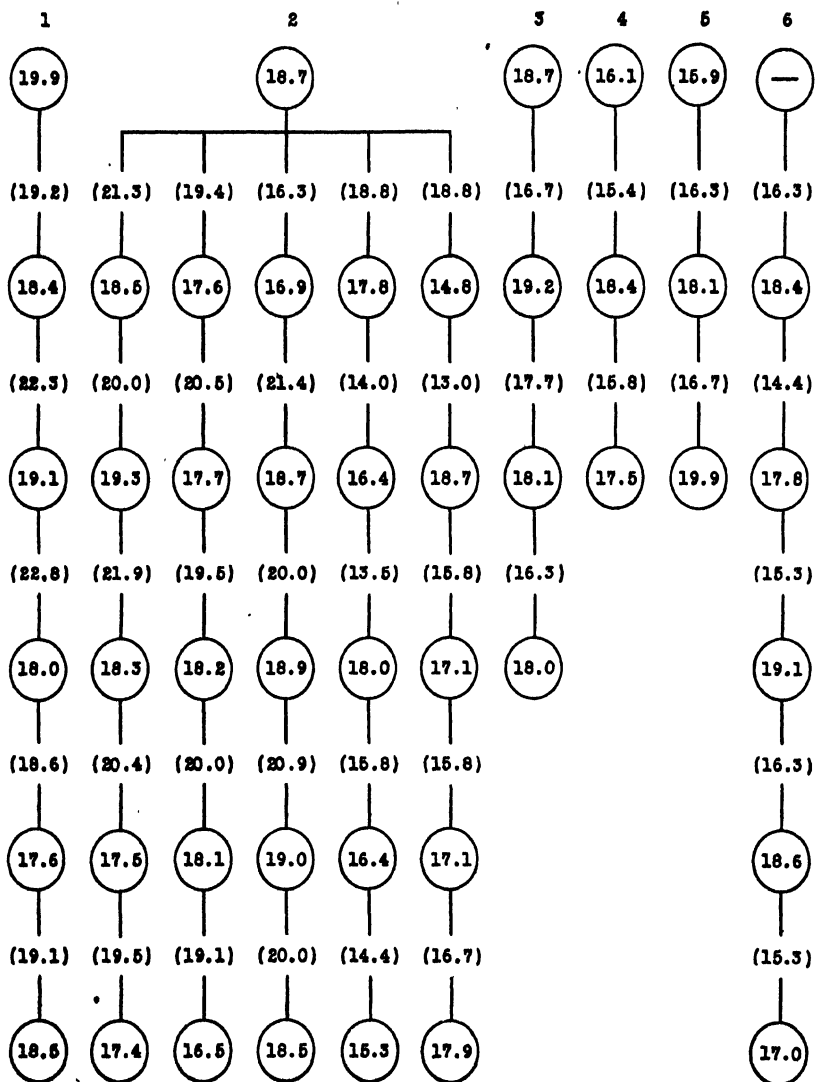 1 2 3 4 5 6
19.9 18.7 18.7 16.1 15.9 —
(19.2) (21.3) (19.4) (16.3) (18.8) (18.8) (16.7) (15.4) (16.3) (16.3)
18.4 18.5 17.6 16.9 17.8 14.8 19.2 18.4 18.1 18.4
(22.3) (20.0) (20.5) (21.4) (14.0) (13.0) (17.7) (15.8) (16.7) (14.4)
19.1 19.3 17.7 18.7 16.4 18.7 18.1 17.5 19.9 17.8
(22.8) (21.9) (19.5) (20.0) (13.5) (15.8) (16.3) (15.3)
18.0 18.3 18.2 18.9 18.0 17.1 18.0 19.1
(18.6) (20.4) (20.0) (20.9) (15.8) (15.8) (16.3)
17.6 17.5 18.1 19.0 16.4 17.1 18.6
(19.1) (19.5) (19.1) (20.0) (14.4) (16.7) (15.3)
18.5 17.4 16.5 18.5 15.3 17.9 17.0